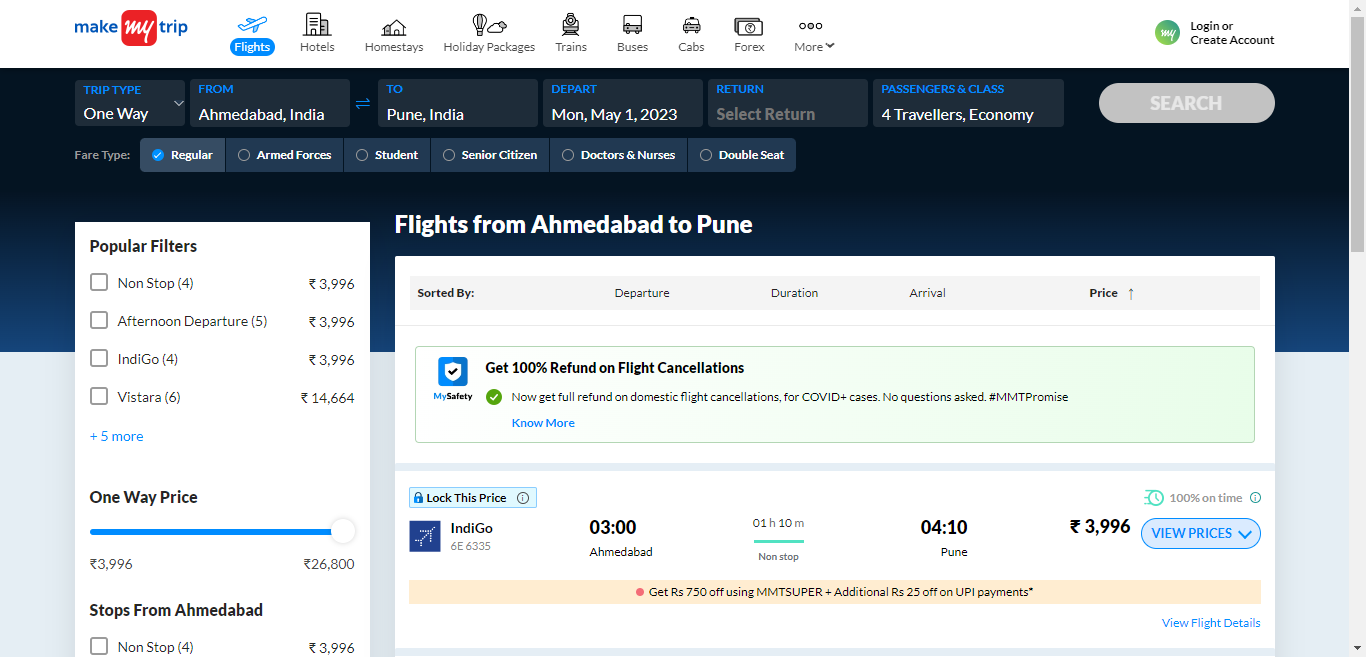 make my trip
Flights
Hotels
Homestays
Holiday Packages
Trains
Buses
Cabs
Forex
More
my
Login or
Create Account
TRIP TYPE
One Way
FROM
Ahmedabad, India
TO
Pune, India
DEPART
Mon, May 1, 2023
RETURN
Select Return
PASSENGERS & CLASS
4 Travellers, Economy
SEARCH
Fare Type:
Regular
Armed Forces
Student
Senior Citizen
Doctors & Nurses
Double Seat
Flights from Ahmedabad to Pune
Popular Filters
Non Stop (4) ₹ 3,996
Afternoon Departure (5) ₹ 3,996
IndiGo (4) ₹ 3,996
Vistara (6) ₹ 14,664
+ 5 more
One Way Price
₹3,996 ₹26,800
Stops From Ahmedabad
Non Stop (4) ₹ 3,996
Sorted By: Departure Duration Arrival Price ↑
MySafety
Get 100% Refund on Flight Cancellations
Now get full refund on domestic flight cancellations, for COVID+ cases. No questions asked. #MMTPromise
Know More
Lock This Price
100% on time
IndiGo
6E 6335
03:00
Ahmedabad
01 h 10 m
Non stop
04:10
Pune
₹ 3,996
VIEW PRICES
Get Rs 750 off using MMTSUPER + Additional Rs 25 off on UPI payments*
View Flight Details